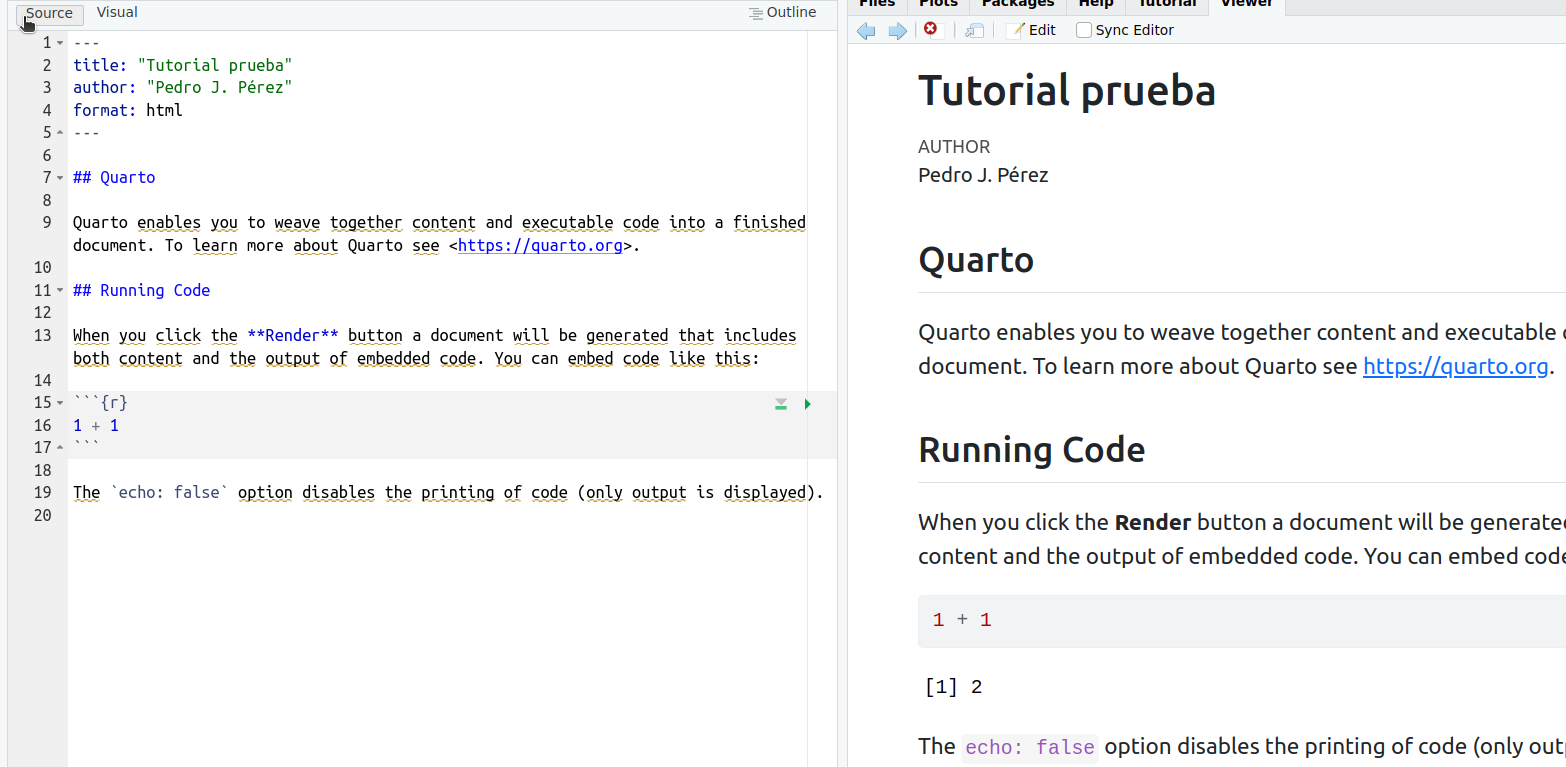 Source Visual Outline
1 ---
2 title: "Tutorial prueba"
3 author: "Pedro J. Pérez"
4 format: html
5 ---
6
7 ## Quarto
8
9 Quarto enables you to weave together content and executable code into a finished
document. To learn more about Quarto see <https://quarto.org>.
10
11 ## Running Code
12
13 When you click the **Render** button a document will be generated that includes
both content and the output of embedded code. You can embed code like this:
14
15 ```{r}
16 1 + 1
17 ```
18
19 The `echo: false` option disables the printing of code (only output is displayed).
20
Files Plots Packages Help Tutorial Viewer
Edit Sync Editor
Tutorial prueba
AUTHOR
Pedro J. Pérez
Quarto
Quarto enables you to weave together content and executable
document. To learn more about Quarto see https://quarto.org.
Running Code
When you click the Render button a document will be generated
content and the output of embedded code. You can embed code
1 + 1
[1] 2
The echo: false option disables the printing of code (only